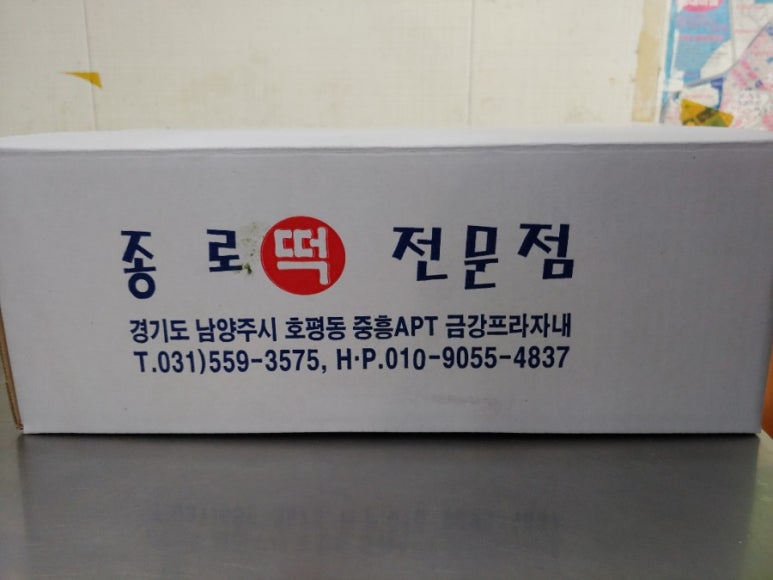 종로떡 전문점
경기도 남양주시 호평동 중흥APT 금강프라자내
T.031)559-3575, H·P.010-9055-4837